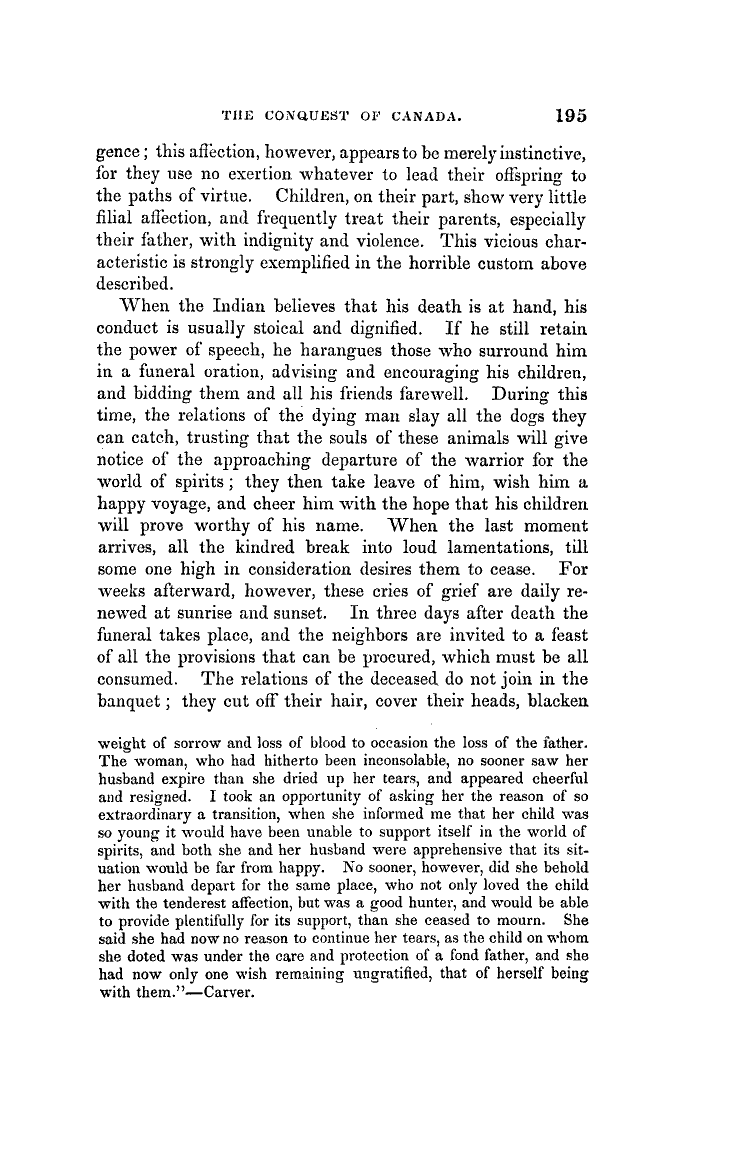 THE CONQUEST OF CANADA. 195
gence ; this affection, however, appears to be merely instinctive,
for they use no exertion whatever to lead their offspring to
the paths of virtue. Children, on their part, show very little
filial affection, and frequently treat their parents, especially
their father, with indignity and violence. This vicious char-
acteristic is strongly exemplified in the horrible custom above
described.
When the Indian believes that his death is at hand, his
conduct is usually stoical and dignified. If he still retain
the power of speech, he harangues those who surround him
in a funeral oration, advising and encouraging his children,
and bidding them and all his friends farewell. During this
time, the relations of the dying man slay all the dogs they
can catch, trusting that the souls of these animals will give
notice of the approaching departure of the warrior for the
world of spirits ; they then take leave of him, wish him a
happy voyage, and cheer him with the hope that his children
will prove worthy of his name. When the last moment
arrives, all the kindred break into loud lamentations, till
some one high in consideration desires them to cease. For
weeks afterward, however, these cries of grief are daily re-
newed at sunrise and sunset. In three days after death the
funeral takes place, and the neighbors are invited to a feast
of all the provisions that can be procured, which must be all
consumed. The relations of the deceased do not join in the
banquet ; they cut off their hair, cover their heads, blacken
weight of sorrow and loss of blood to occasion the loss of the father.
The woman, who had hitherto been inconsolable, no sooner saw her
husband expire than she dried up her tears, and appeared cheerful
and resigned. I took an opportunity of asking her the reason of so
extraordinary a transition, when she informed me that her child was
so young it would have been unable to support itself in the world of
spirits, and both she and her husband were apprehensive that its sit-
uation would be far from happy. No sooner, however, did she behold
her husband depart for the same place, who not only loved the child
with the tenderest affection, but was a good hunter, and would be able
to provide plentifully for its support, than she ceased to mourn. She
said she had now no reason to continue her tears, as the child on whom
she doted was under the care and protection of a fond father, and she
had now only one wish remaining ungratified, that of herself being
with them."—Carver.